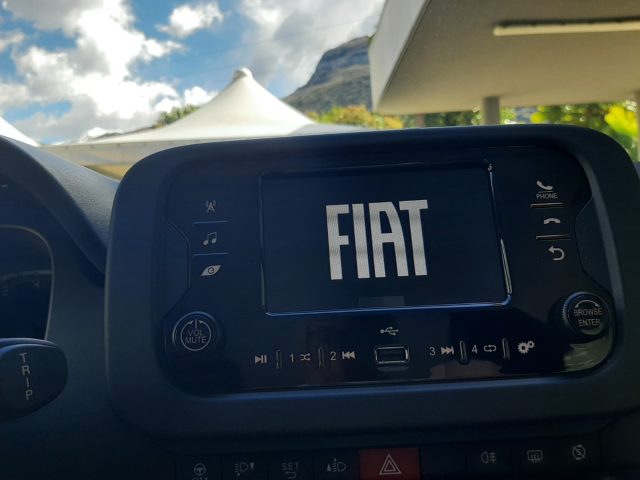 FIAT
PHONE
VOL
MUTE
BROWSE
ENTER
1 2 3 4
TRIP
SET